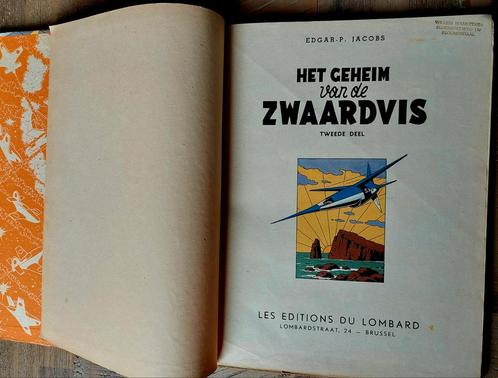 EDGAR-P. JACOBS
HET GEHEIM
van de
ZWAARDVIS
TWEEDE DEEL
LES EDITIONS DU LOMBARD
LOMBARDSTRAAT, 24 — BRUSSEL